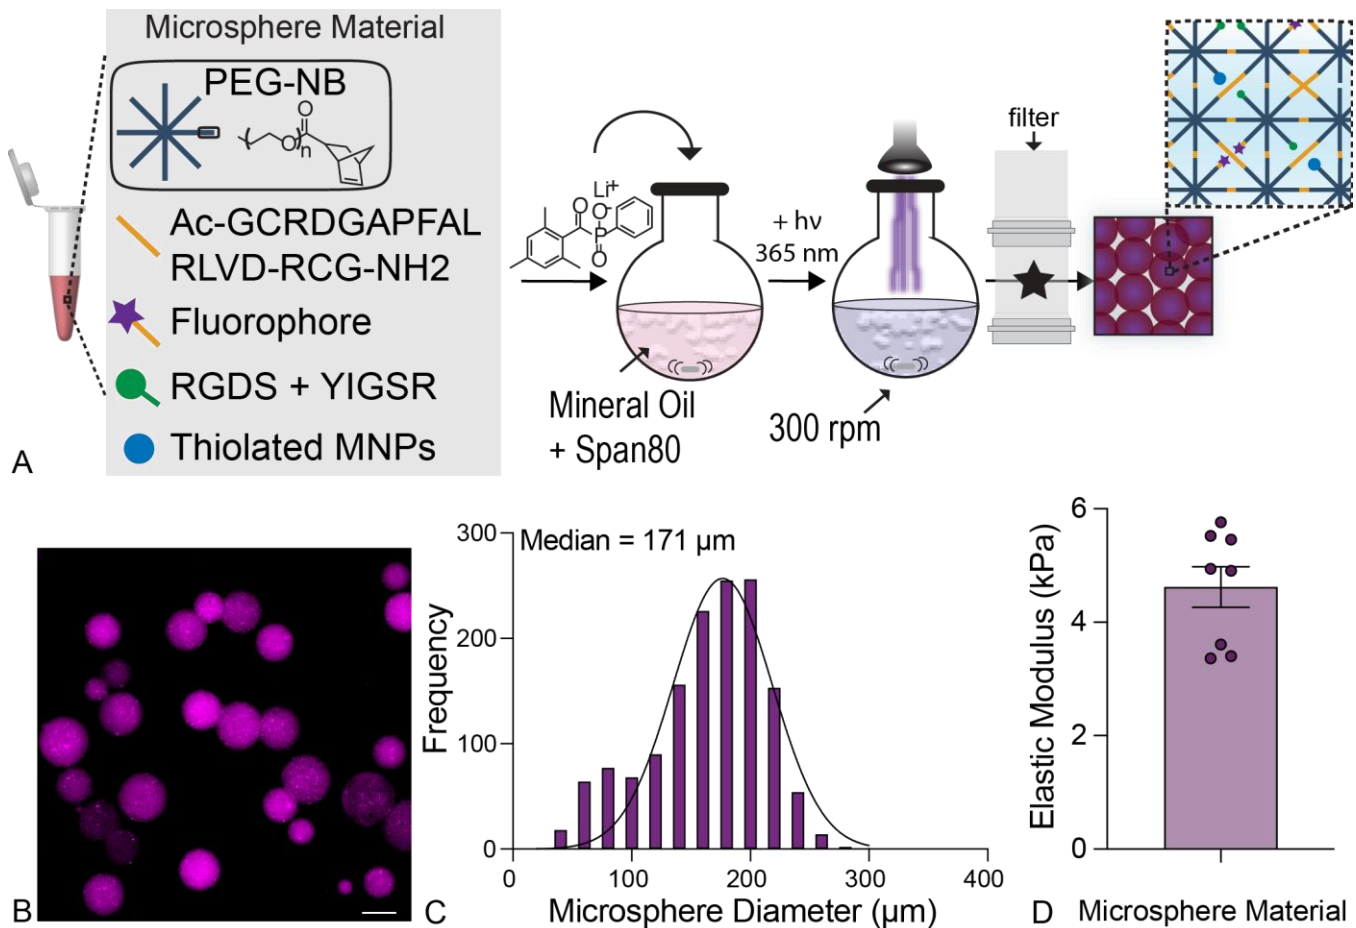 Microsphere Material
PEG-NB
O
O
n
Ac-GCRDGAPFAL
RLVD-RCG-NH2
Fluorophore
RGDS + YIGSR
Thiolated MNPs
A
Li+
O O-
P
O
Mineral Oil
+ Span80
+ hν
365 nm
300 rpm
filter
B
Median = 171 µm
Frequency
300
200
100
0
0 100 200 300 400
Microsphere Diameter (µm)
C
Elastic Modulus (kPa)
6
4
2
0
D
Microsphere Material